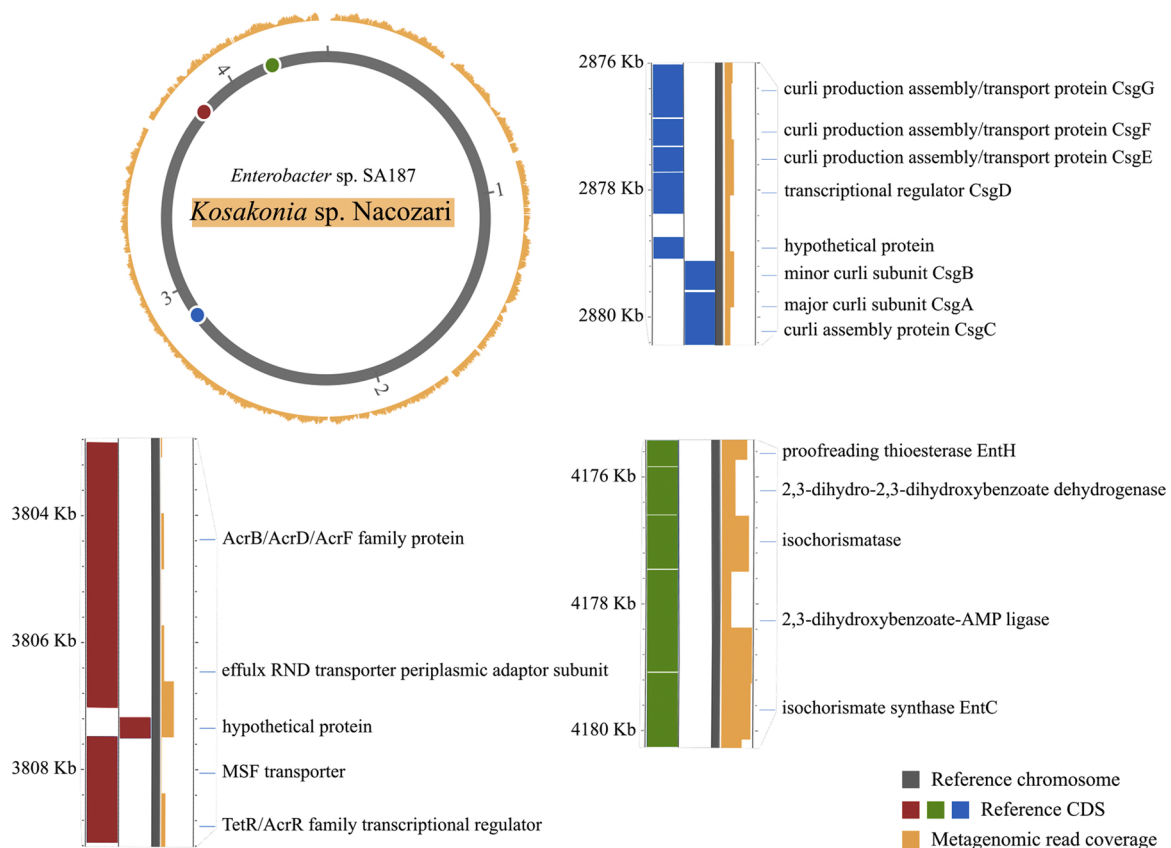 4
1
3
2
Enterobacter sp. SA187
Kosakonia sp. Nacozari
2876 Kb
2878 Kb
2880 Kb
curli production assembly/transport protein CsgG
curli production assembly/transport protein CsgF
curli production assembly/transport protein CsgE
transcriptional regulator CsgD
hypothetical protein
minor curli subunit CsgB
major curli subunit CsgA
curli assembly protein CsgC
3804 Kb
3806 Kb
3808 Kb
AcrB/AcrD/AcrF family protein
effulx RND transporter periplasmic adaptor subunit
hypothetical protein
MSF transporter
TetR/AcrR family transcriptional regulator
4176 Kb
4178 Kb
4180 Kb
proofreading thioesterase EntH
2,3-dihydro-2,3-dihydroxybenzoate dehydrogenase
isochorismatase
2,3-dihydroxybenzoate-AMP ligase
isochorismate synthase EntC
Reference chromosome
Reference CDS
Metagenomic read coverage